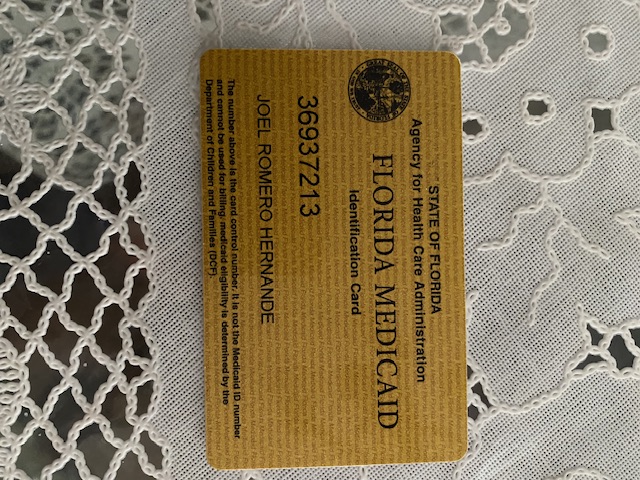 STATE OF FLORIDA
Agency for Health Care Administration
FLORIDA MEDICAID
Identification Card
36937213
JOEL ROMERO HERNANDE
The number above is the card control number. It is not the Medicaid ID number
and cannot be used for billing. medicaid eligibility is determined by the
Department of Children and Families (DCF).